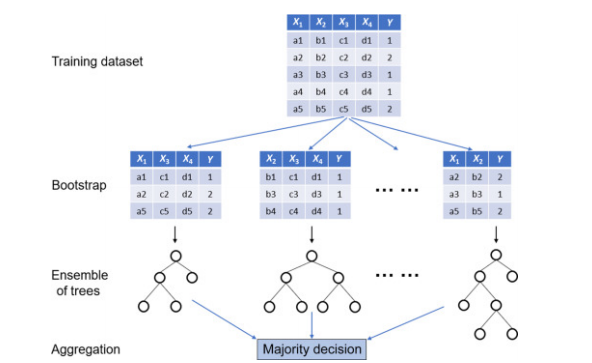 X1 X2 X3 X4 Y
a1 b1 c1 d1 1
Training dataset
a2 b2 c2 d2 2
a3 b3 c3 d3 1
a4 b4 c4 d4 1
a5 b5 c5 d5 2
Bootstrap
X1 X3 X4 Y
a1 c1 d1 1
a2 c2 d2 2
a5 c5 d5 2
X2 X3 X4 Y
b1 c1 d1 1
b3 c3 d3 1
b4 c4 d4 1
... ...
X1 X2 Y
a2 b2 2
a3 b3 1
a5 b5 2
Ensemble
of trees
... ...
Aggregation
Majority decision